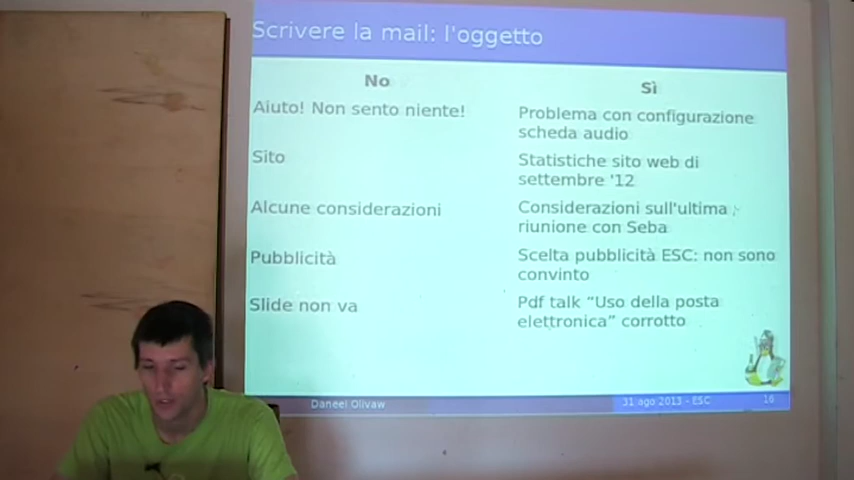 Scrivere la mail: l'oggetto
No
Sì
Aiuto! Non sento niente!
Problema con configurazione
scheda audio
Sito
Statistiche sito web di
settembre '12
Alcune considerazioni
Considerazioni sull'ultima
riunione con Seba
Pubblicità
Scelta pubblicità ESC: non sono
convinto
Slide non va
Pdf talk “Uso della posta
elettronica” corrotto
Daneel Olivaw
31 ago 2013 - ESC
16